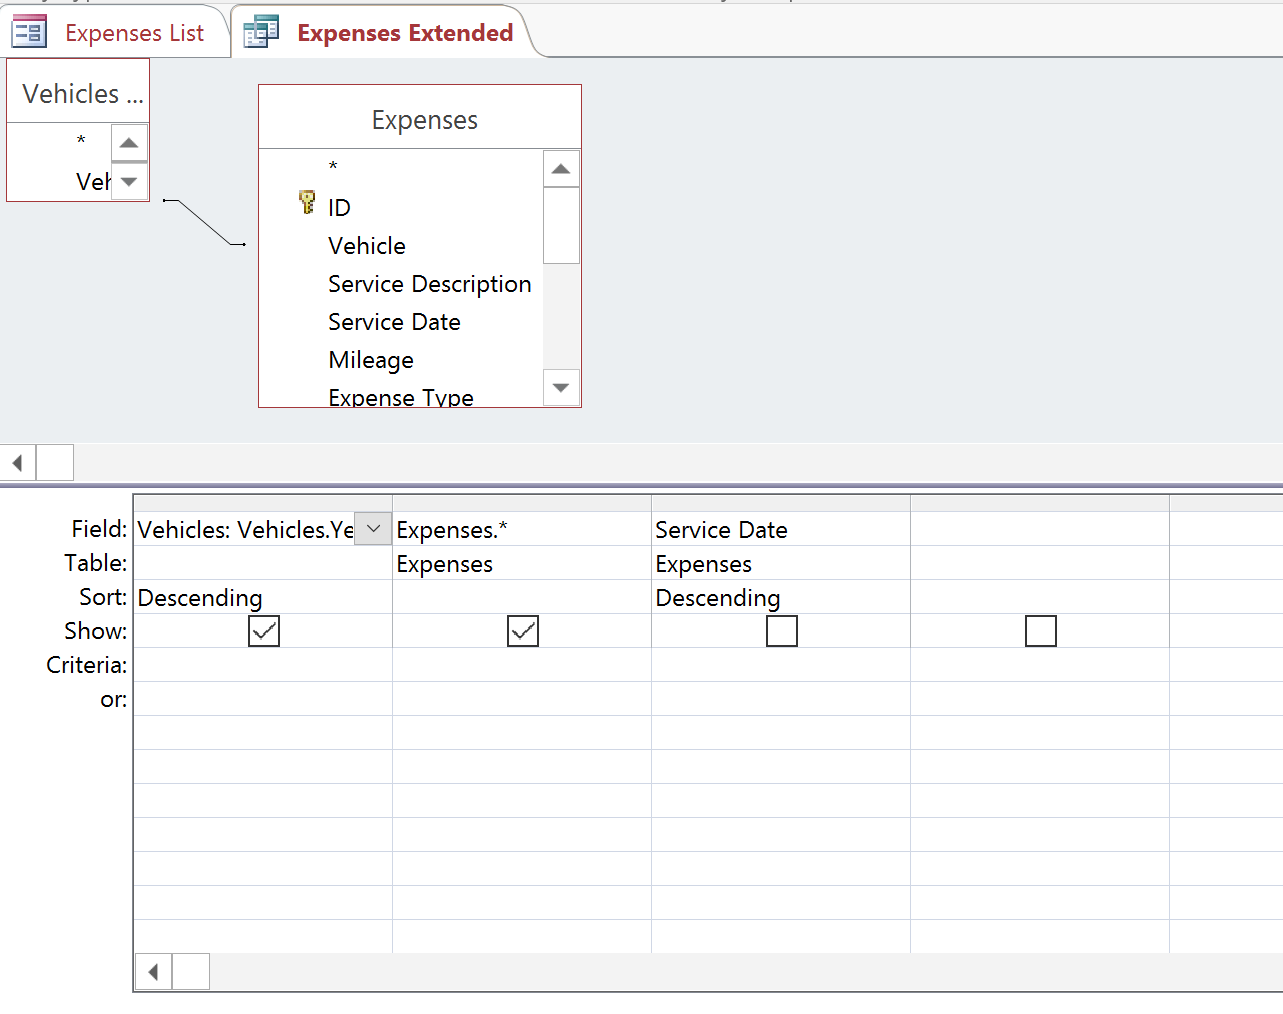 Expenses List
Expenses Extended
Vehicles ...
*
Veh
Expenses
*
ID
Vehicle
Service Description
Service Date
Mileage
Expense Type
Field: Vehicles: Vehicles.Ye Expenses.* Service Date
Table: Expenses Expenses
Sort: Descending Descending
Show:
Criteria:
or: